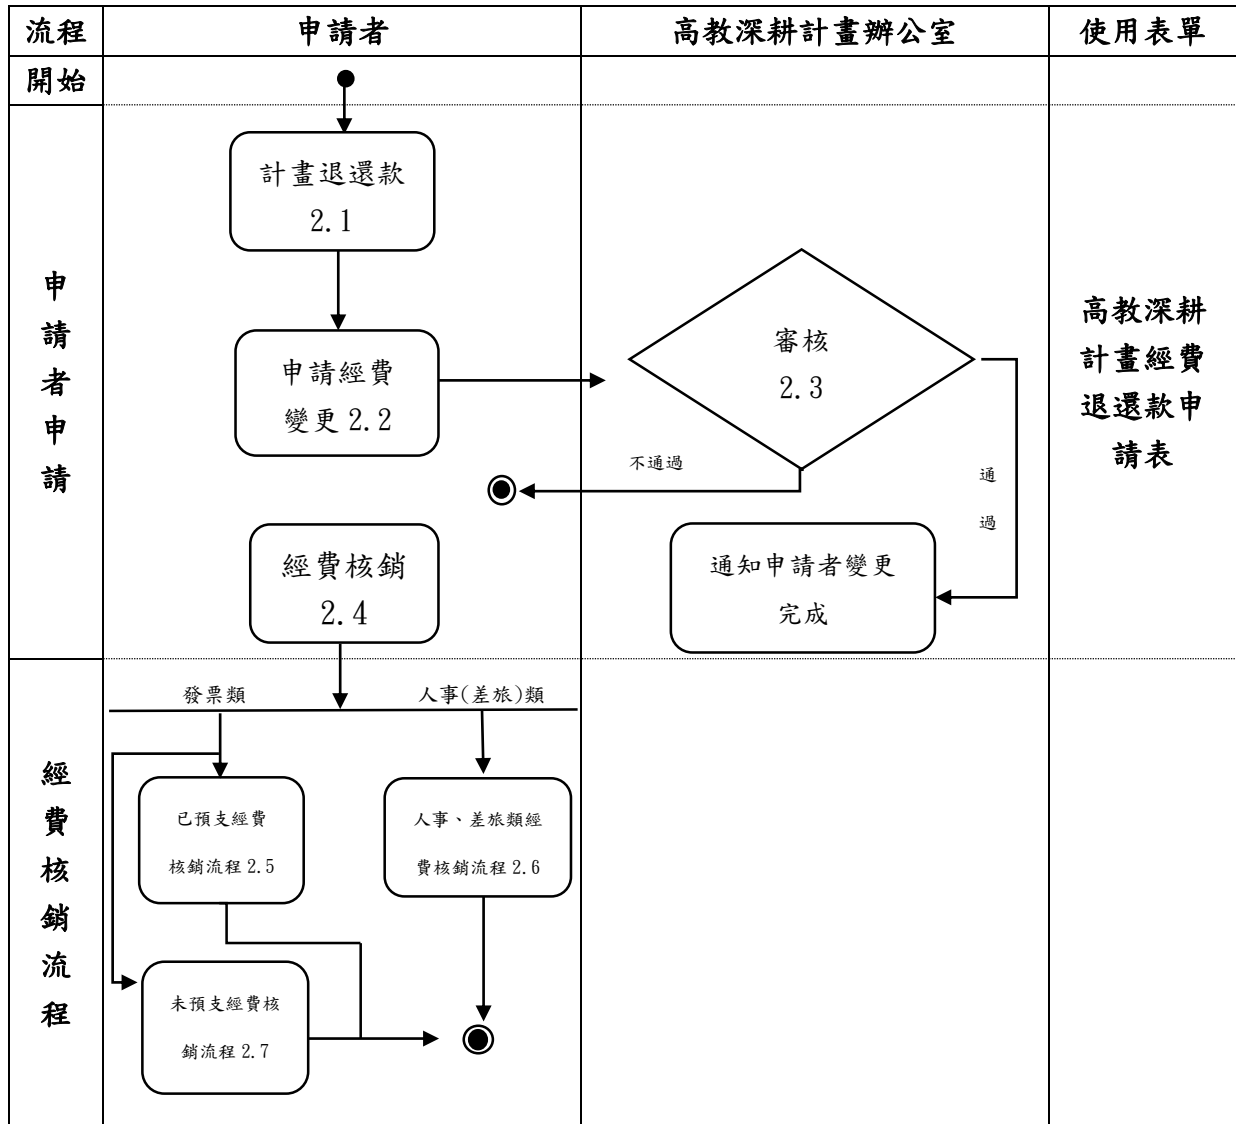 流程
申請者
高教深耕計畫辦公室
使用表單
開始
申
請
者
申
請
計畫退還款
2.1
申請經費
變更 2.2
審核
2.3
不通過
通
過
經費核銷
2.4
通知申請者變更
完成
高教深耕
計畫經費
退還款申
請表
經
費
核
銷
流
程
發票類
人事(差旅)類
已預支經費
核銷流程 2.5
人事、差旅類經
費核銷流程 2.6
未預支經費核
銷流程 2.7